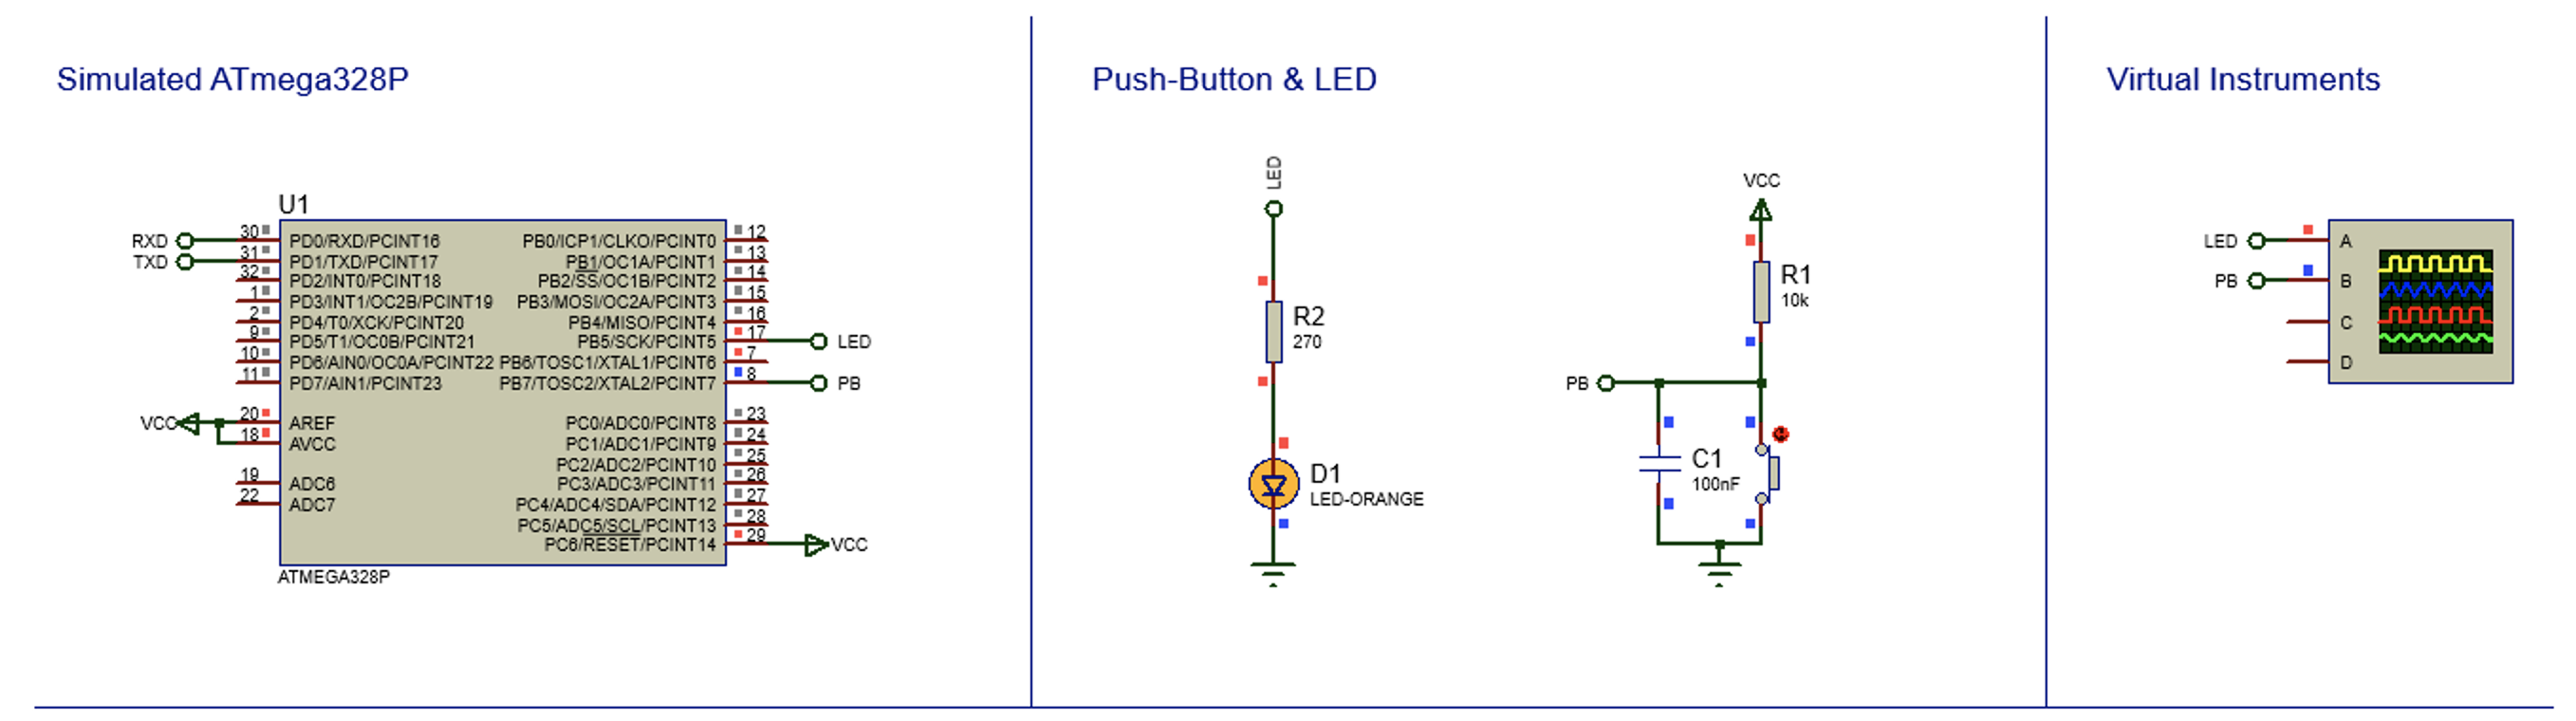 Simulated ATmega328P
U1
RXD
TXD
30
31
32
1
2
9
10
11
PD0/RXD/PCINT16
PD1/TXD/PCINT17
PD2/INT0/PCINT18
PD3/INT1/OC2B/PCINT19
PD4/T0/XCK/PCINT20
PD5/T1/OC0B/PCINT21
PD6/AIN0/OC0A/PCINT22
PD7/AIN1/PCINT23
VCC
20
18
AREF
AVCC
19
22
ADC6
ADC7
PB0/ICP1/CLKO/PCINT0
PB1/OC1A/PCINT1
PB2/SS/OC1B/PCINT2
PB3/MOSI/OC2A/PCINT3
PB4/MISO/PCINT4
PB5/SCK/PCINT5
PB6/TOSC1/XTAL1/PCINT6
PB7/TOSC2/XTAL2/PCINT7
12
13
14
15
16
17
7
8
LED
PB
PC0/ADC0/PCINT8
PC1/ADC1/PCINT9
PC2/ADC2/PCINT10
PC3/ADC3/PCINT11
PC4/ADC4/SDA/PCINT12
PC5/ADC5/SCL/PCINT13
PC6/RESET/PCINT14
23
24
25
26
27
28
29
VCC
ATMEGA328P
Push-Button & LED
LED
R2
270
D1
LED-ORANGE
VCC
R1
10k
PB
C1
100nF
Virtual Instruments
LED
PB
A
B
C
D